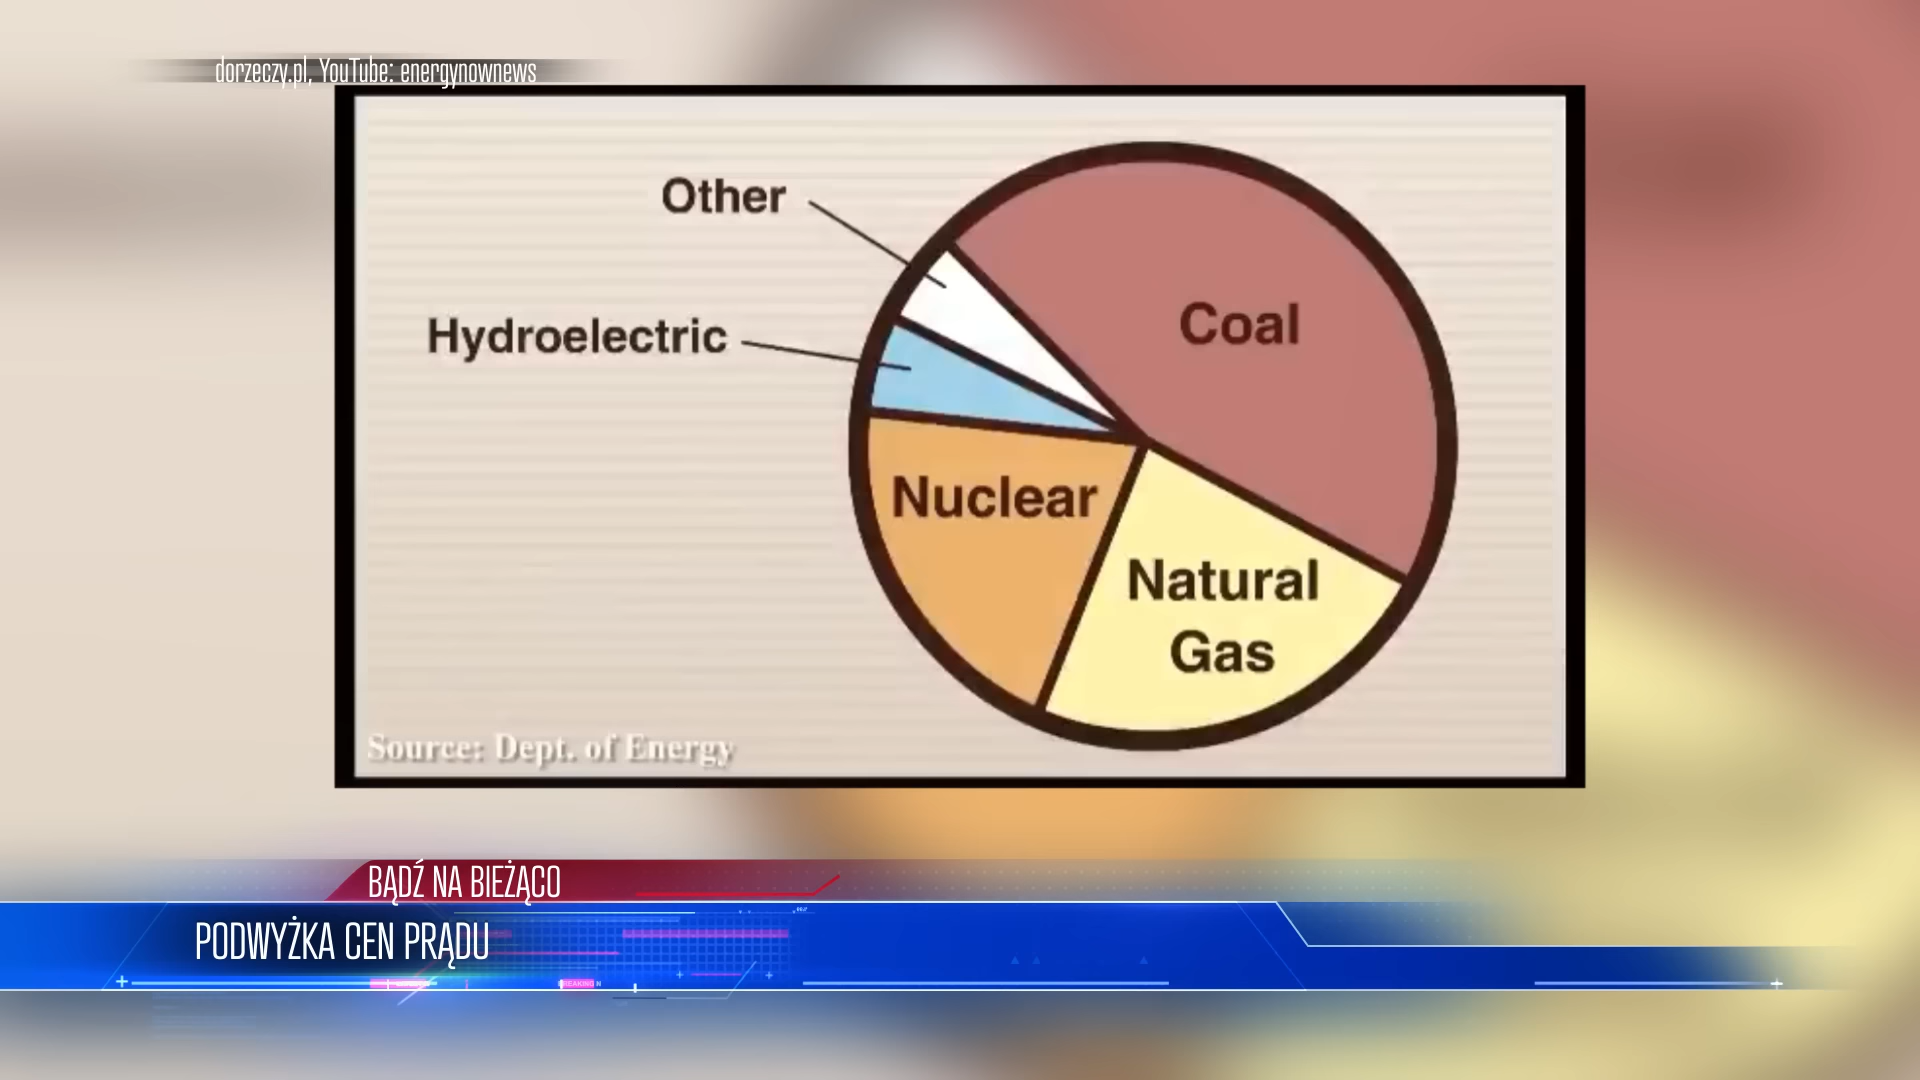 dorzeczy.pl, YouTube: energynownews
Other
Coal
Hydroelectric
Nuclear
Natural
Gas
Source: Dept. of Energy
BĄDŹ NA BIEŻĄCO
PODWYŻKA CEN PRĄDU